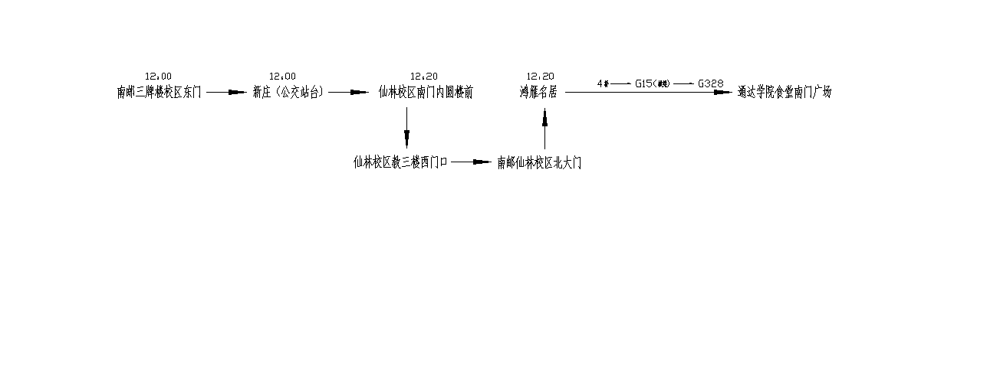 12.00
南邮三牌楼校区东门
12.00
新庄（公交站台）
12.20
仙林校区南门内圆楼前
12.20
鸿雁名居
4#
G15
G328
通达学院食堂南门广场
仙林校区教三楼西门口
南邮仙林校区北大门